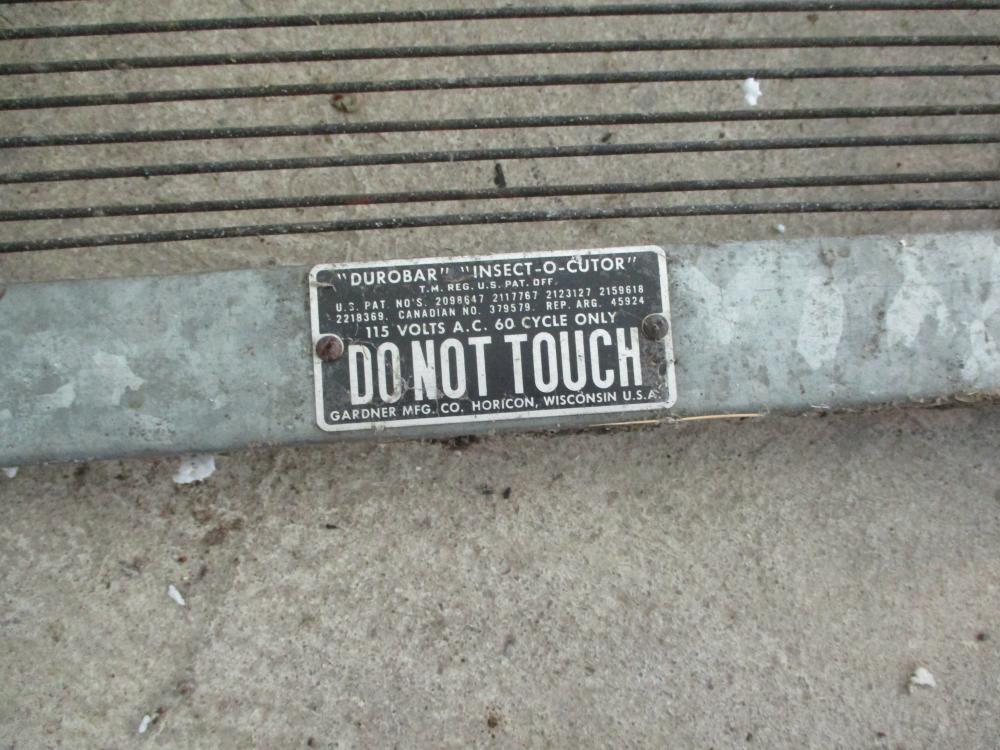 "DUROBAR" "INSECT-O-CUTOR"
T.M. REG. U.S. PAT. OFF.
U.S. PAT NO'S. 2098647 2117767 2123127 2159618
2218369. CANADIAN NO. 379579. REP. ARG. 45924
115 VOLTS A.C. 60 CYCLE ONLY
DO NOT TOUCH
GARDNER MFG. CO. HORICON, WISCONSIN U.S.A.